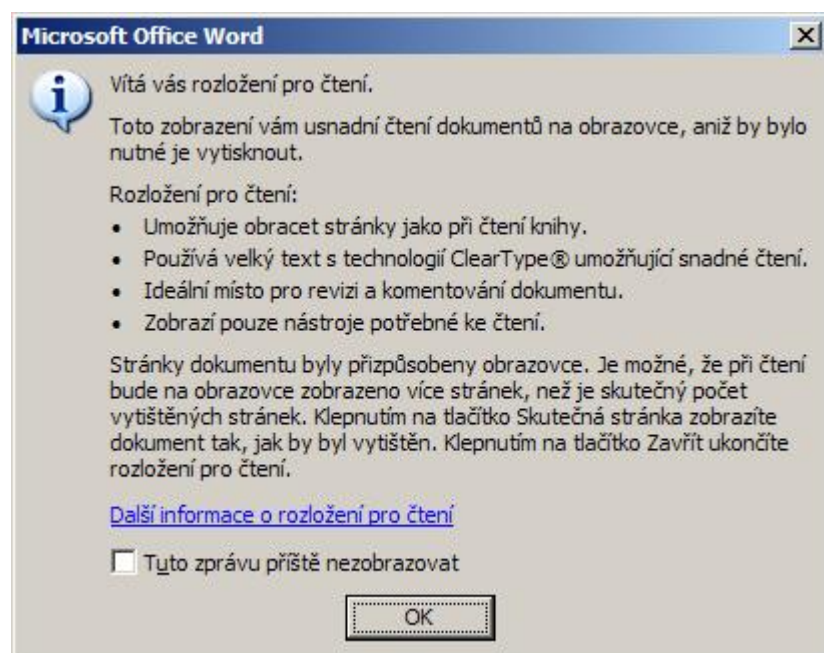 Microsoft Office Word
Vítá vás rozložení pro čtení.
Toto zobrazení vám usnadní čtení dokumentů na obrazovce, aniž by bylo
nutné je vytisknout.
Rozložení pro čtení:
• Umožňuje obracet stránky jako při čtení knihy.
• Používá velký text s technologií ClearType® umožňující snadné čtení.
• Ideální místo pro revizi a komentování dokumentu.
• Zobrazí pouze nástroje potřebné ke čtení.
Stránky dokumentu byly přizpůsobeny obrazovce. Je možné, že při čtení
bude na obrazovce zobrazeno více stránek, než je skutečný počet
vytištěných stránek. Klepnutím na tlačítko Skutečná stránka zobrazíte
dokument tak, jak by byl vytištěn. Klepnutím na tlačítko Zavřít ukončíte
rozložení pro čtení.
Další informace o rozložení pro čtení
Tuto zprávu příště nezobrazovat
OK